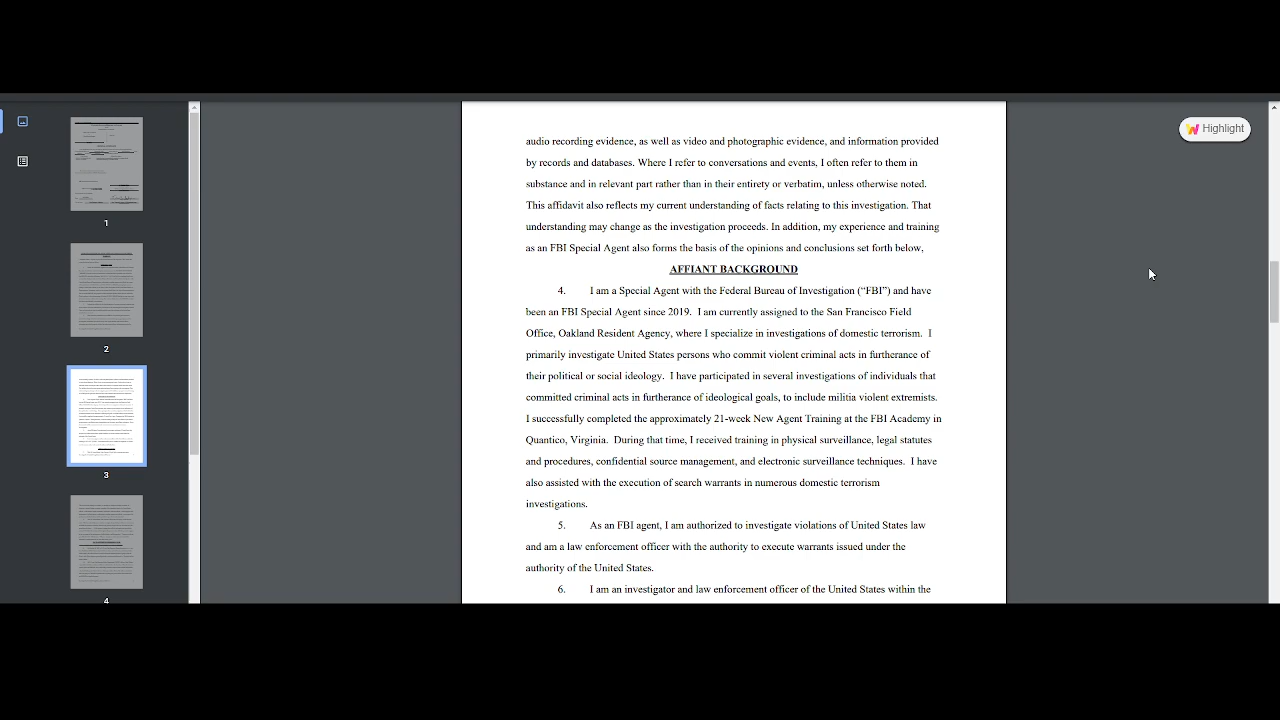 audio recording evidence, as well as video and photographic evidence, and information provided
by records and databases. Where I refer to conversations and events, I often refer to them in
substance and in relevant part rather than in their entirety or verbatim, unless otherwise noted.
This affidavit also reflects my current understanding of facts relating to this investigation. That
understanding may change as the investigation proceeds. In addition, my experience and training
as an FBI Special Agent also forms the basis of the opinions and conclusions set forth below,
AFFIANT BACKGROUND
4. I am a Special Agent with the Federal Bureau of Investigation (“FBI”) and have
been an FBI Special Agent since 2019. I am currently assigned to the San Francisco Field
Office, Oakland Resident Agency, where I specialize in investigations of domestic terrorism. I
primarily investigate United States persons who commit violent criminal acts in furtherance of
their political or social ideology. I have participated in several investigations of individuals that
commit criminal acts in furtherance of ideological goals to include militia violent extremists.
I initially completed approximately 21-weeks of training at the FBI Academy in
Quantico, Virginia. During that time, I received training in physical surveillance, legal statutes
and procedures, confidential source management, and electronic surveillance techniques. I have
also assisted with the execution of search warrants in numerous domestic terrorism
investigations.
As an FBI agent, I am authorized to investigate violations of United States law
and am a law enforcement officer with the authority to execute warrants issued under the
authority of the United States.
6. I am an investigator and law enforcement officer of the United States within the
Highlight
1
2
3
4